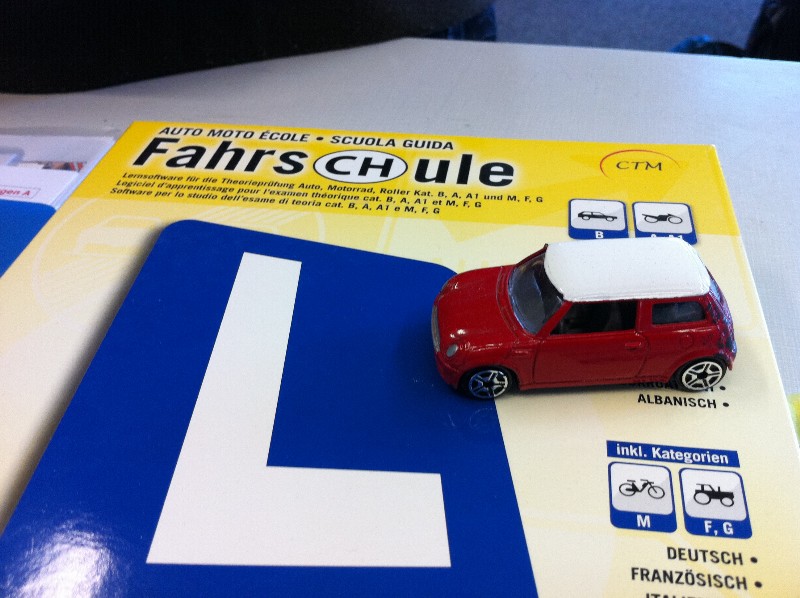 AUTO MOTO ÉCOLE • SCUOLA GUIDA
FahrsCHule
CTM
Lernsoftware für die Theorieprüfung Auto, Motorrad, Roller Kat. B, A, A1 und M, F, G
Logiciel d'apprentissage pour l'examen théorique cat. B, A, A1 et M, F, G
Software per lo studio dell'esame di teoria cat. B, A, A1 e M, F, G
B
L
ALBANISCH •
inkl. Kategorien
M
F, G
DEUTSCH •
FRANZÖSISCH •